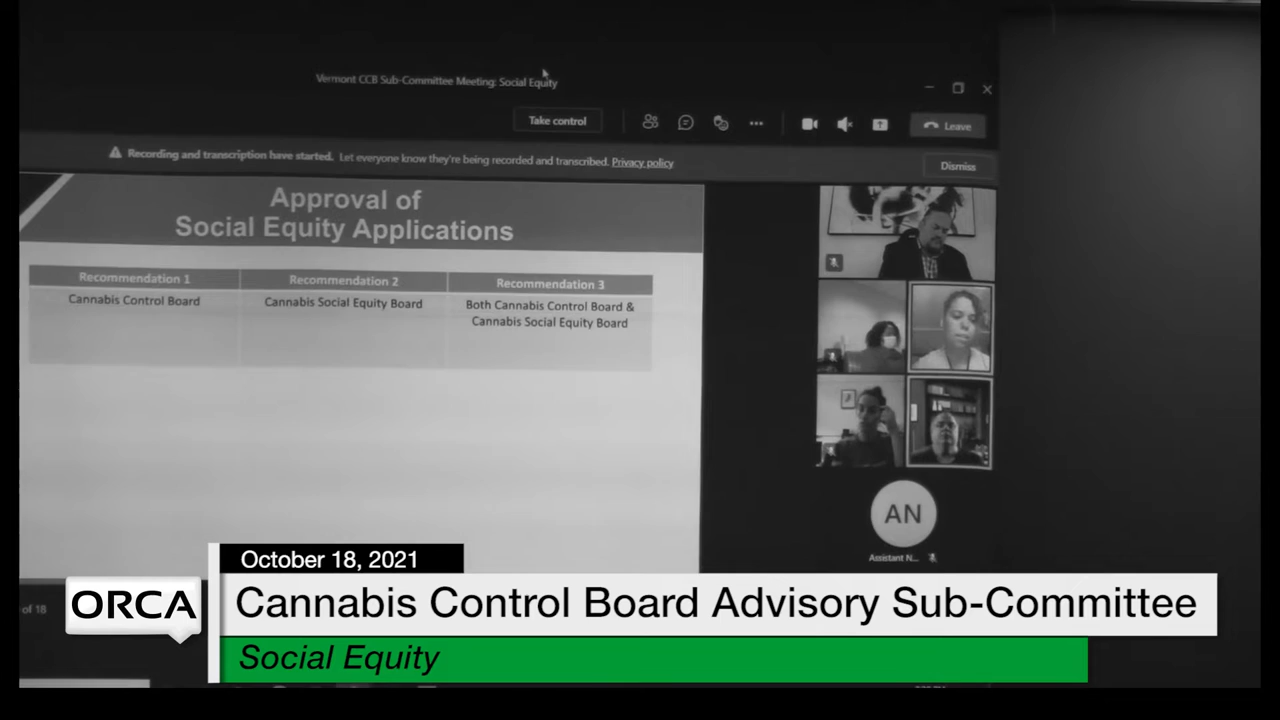 Vermont CCB Sub-Committee Meeting: Social Equity
Take control
Leave
Recording and transcription have started. Let everyone know they're being recorded and transcribed. Privacy policy
Dismiss
Approval of
Social Equity Applications
Recommendation 1
Recommendation 2
Recommendation 3
Cannabis Control Board
Cannabis Social Equity Board
Both Cannabis Control Board &
Cannabis Social Equity Board
AN
Assistant N...
of 18
October 18, 2021
ORCA
Cannabis Control Board Advisory Sub-Committee
Social Equity